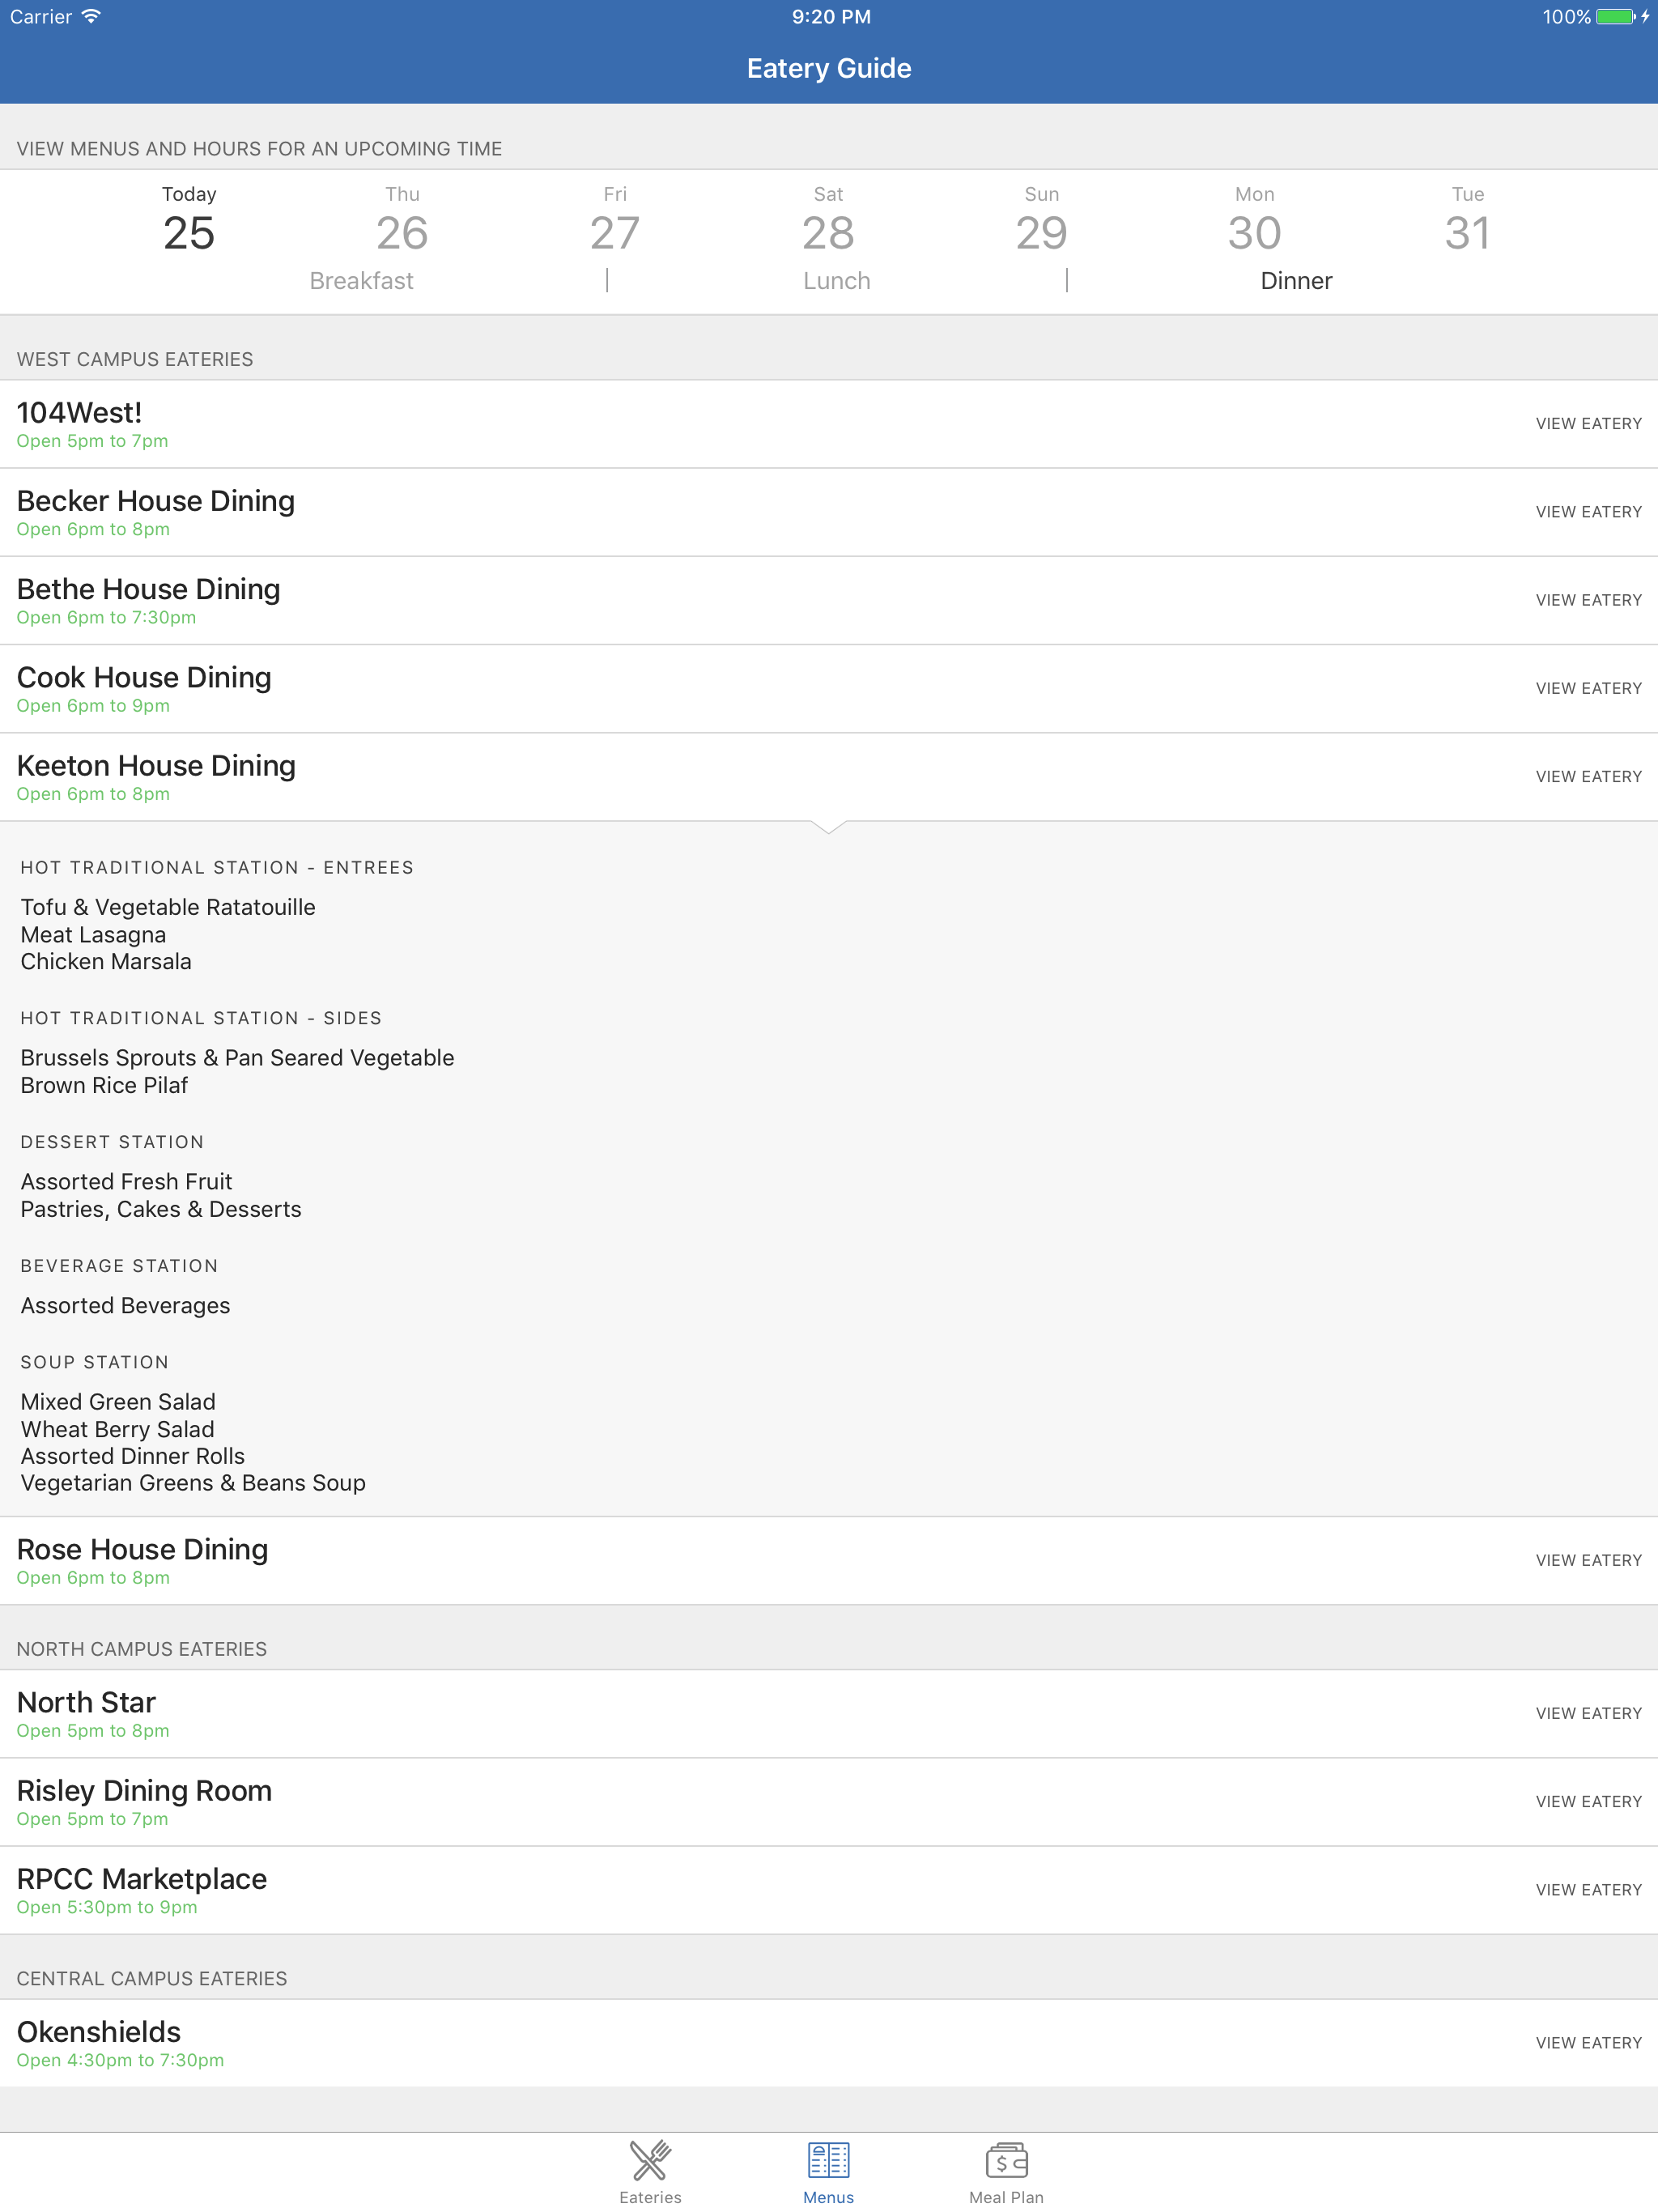 Carrier 9:20 PM 100%
Eatery Guide
VIEW MENUS AND HOURS FOR AN UPCOMING TIME
Today Thu Fri Sat Sun Mon Tue
25 26 27 28 29 30 31
Breakfast | Lunch | Dinner
WEST CAMPUS EATERIES
104West!
Open 5pm to 7pm
VIEW EATERY
Becker House Dining
Open 6pm to 8pm
VIEW EATERY
Bethe House Dining
Open 6pm to 7:30pm
VIEW EATERY
Cook House Dining
Open 6pm to 9pm
VIEW EATERY
Keeton House Dining
Open 6pm to 8pm
VIEW EATERY
HOT TRADITIONAL STATION - ENTREES
Tofu & Vegetable Ratatouille
Meat Lasagna
Chicken Marsala
HOT TRADITIONAL STATION - SIDES
Brussels Sprouts & Pan Seared Vegetable
Brown Rice Pilaf
DESSERT STATION
Assorted Fresh Fruit
Pastries, Cakes & Desserts
BEVERAGE STATION
Assorted Beverages
SOUP STATION
Mixed Green Salad
Wheat Berry Salad
Assorted Dinner Rolls
Vegetarian Greens & Beans Soup
Rose House Dining
Open 6pm to 8pm
VIEW EATERY
NORTH CAMPUS EATERIES
North Star
Open 5pm to 8pm
VIEW EATERY
Risley Dining Room
Open 5pm to 7pm
VIEW EATERY
RPCC Marketplace
Open 5:30pm to 9pm
VIEW EATERY
CENTRAL CAMPUS EATERIES
Okenshields
Open 4:30pm to 7:30pm
VIEW EATERY
Eateries Menus Meal Plan